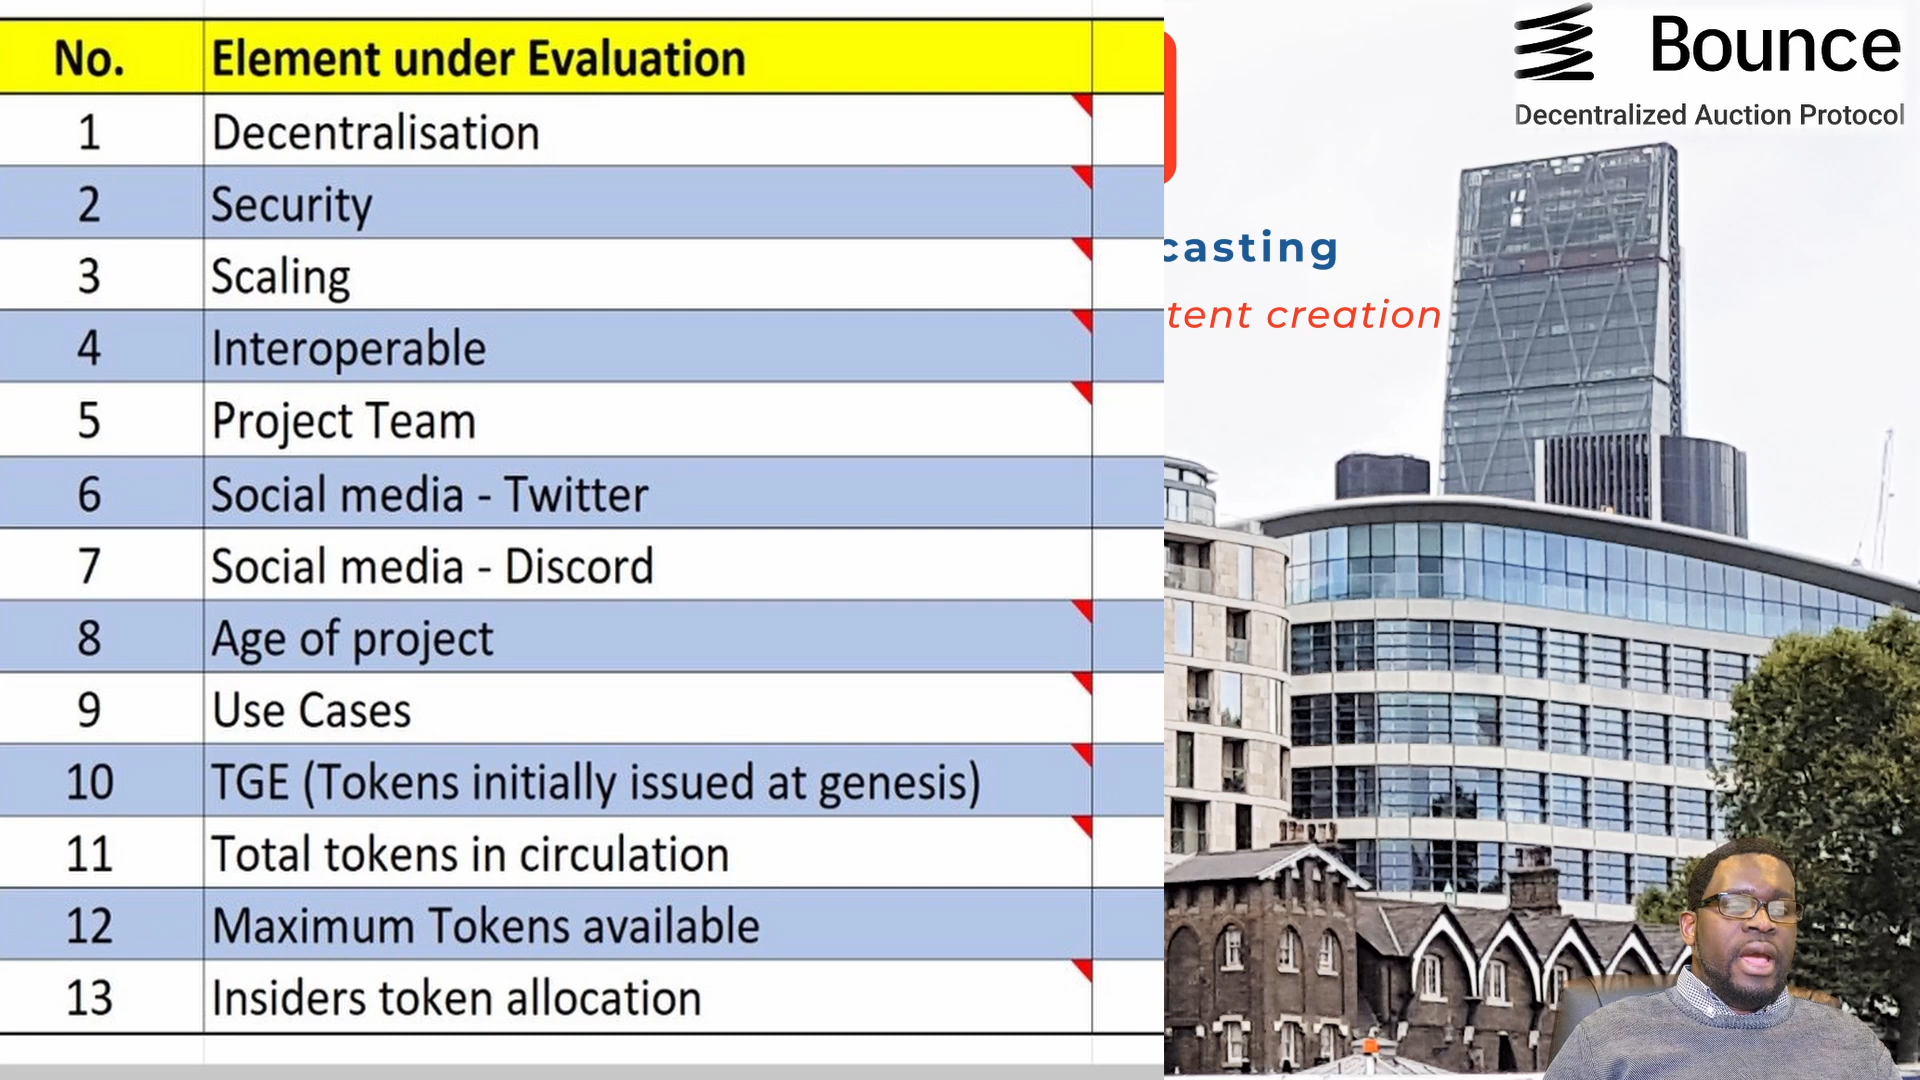 No. Element under Evaluation
1 Decentralisation
2 Security
3 Scaling
4 Interoperable
5 Project Team
6 Social media - Twitter
7 Social media - Discord
8 Age of project
9 Use Cases
10 TGE (Tokens initially issued at genesis)
11 Total tokens in circulation
12 Maximum Tokens available
13 Insiders token allocation
Bounce
Decentralized Auction Protocol
casting
tent creation